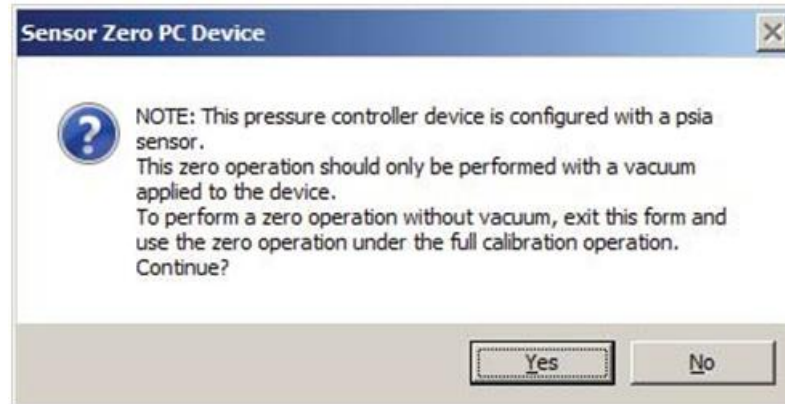 Sensor Zero PC Device
NOTE: This pressure controller device is configured with a psia
sensor.
This zero operation should only be performed with a vacuum
applied to the device.
To perform a zero operation without vacuum, exit this form and
use the zero operation under the full calibration operation.
Continue?
Yes
No